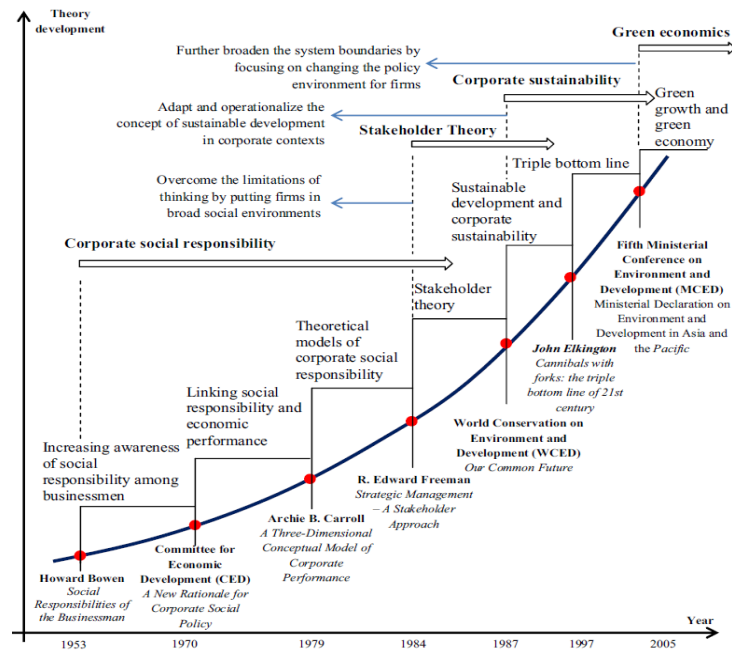 Theory
development
Green economics
Further broaden the system boundaries by
focusing on changing the policy
environment for firms
Corporate sustainability
Green
growth and
green
economy
Adapt and operationalize the
concept of sustainable development
in corporate contexts
Stakeholder Theory
Triple bottom line
Overcome the limitations of
thinking by putting firms in
broad social environments
Sustainable
development and
corporate
sustainability
Corporate social responsibility
Stakeholder
theory
Theoretical
models of
corporate social
responsibility
Linking social
responsibility and
economic
performance
Increasing awareness
of social
responsibility among
businessmen
Howard Bowen
Social
Responsibilities of
the Businessman
Committee for
Economic
Development (CED)
A New Rationale for
Corporate Social
Policy
Archie B. Carroll
A Three-Dimensional
Conceptual Model of
Corporate
Performance
R. Edward Freeman
Strategic Management
– A Stakeholder
Approach
World Conservation on
Environment and
Development (WCED)
Our Common Future
John Elkington
Cannibals with
forks: the triple
bottom line of 21st
century
Fifth Ministerial
Conference on
Environment and
Development (MCED)
Ministerial Declaration on
Environment and
Development in Asia and
the Pacific
Year
1953
1970
1979
1984
1987
1997
2005